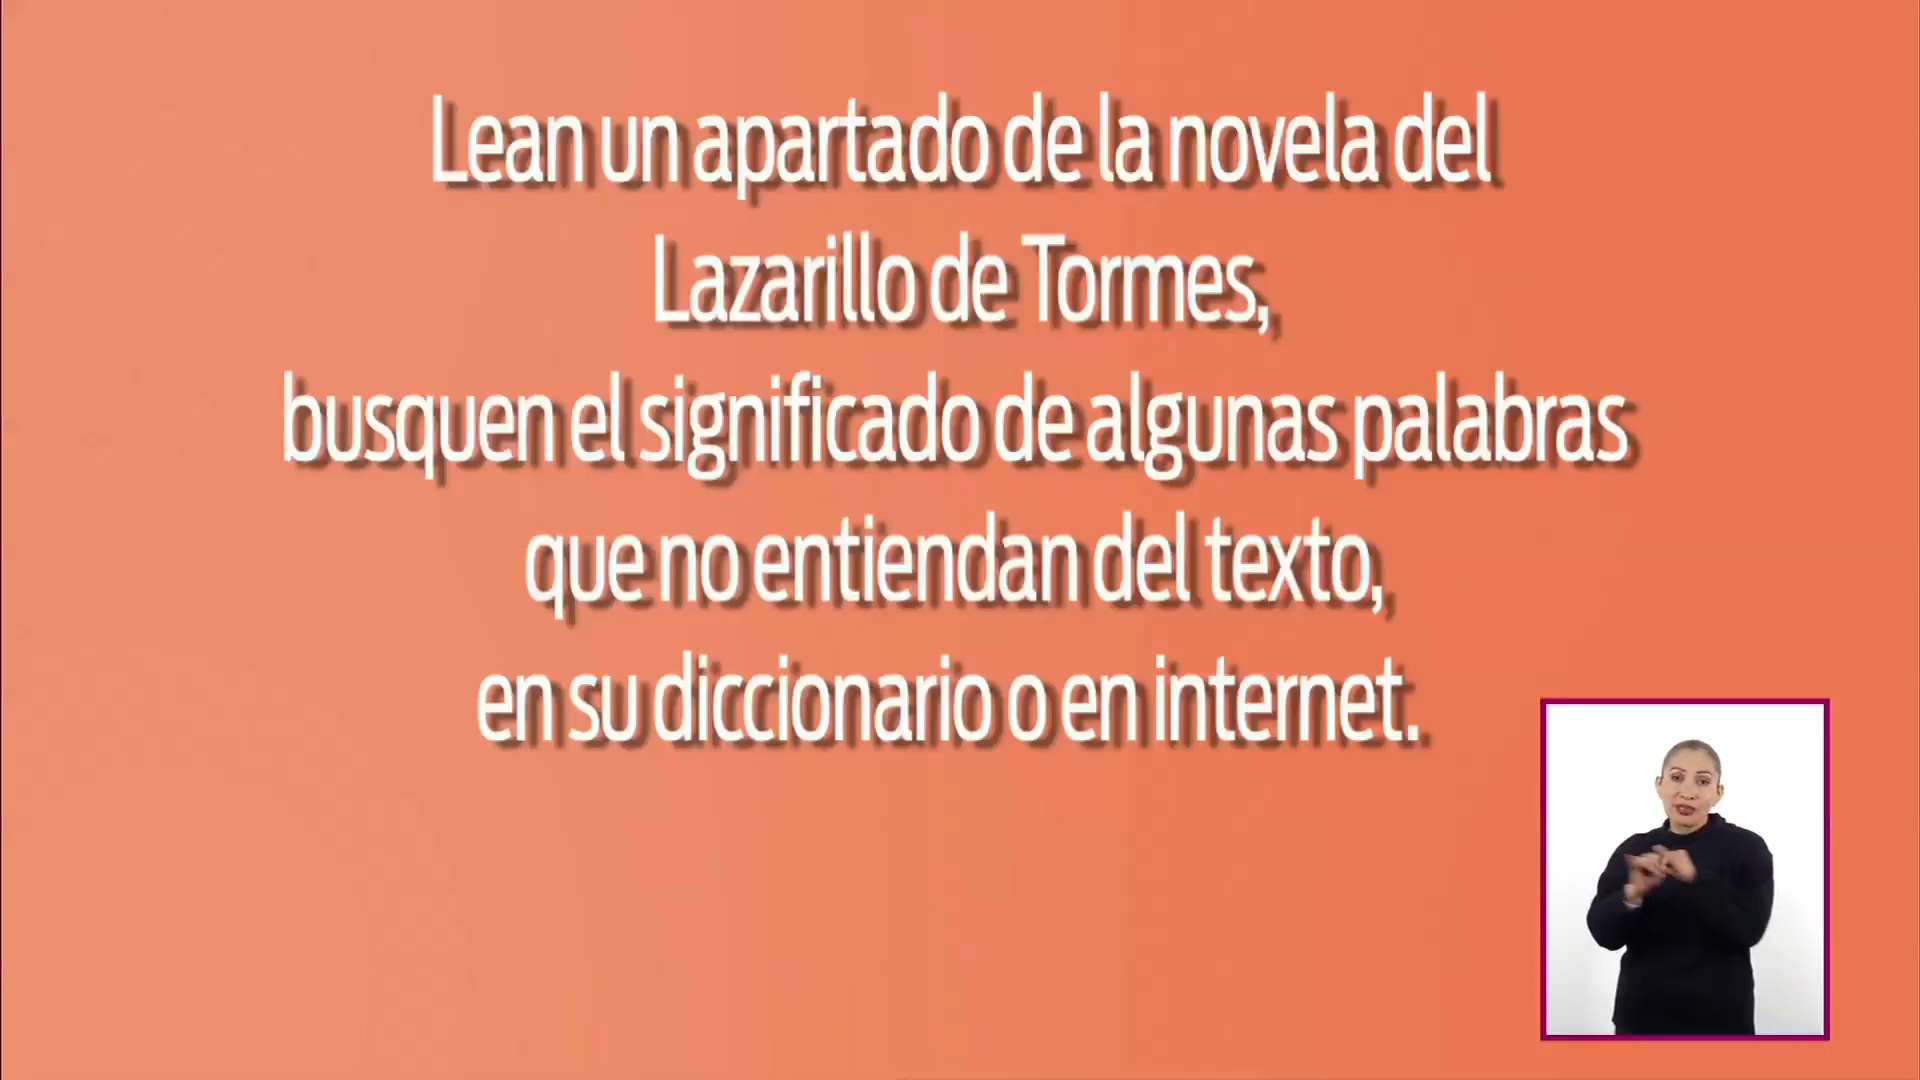 Lean un apartado de la novela del
Lazarillo de Tormes,
busquen el significado de algunas palabras
que no entiendan del texto,
en su diccionario o en internet.